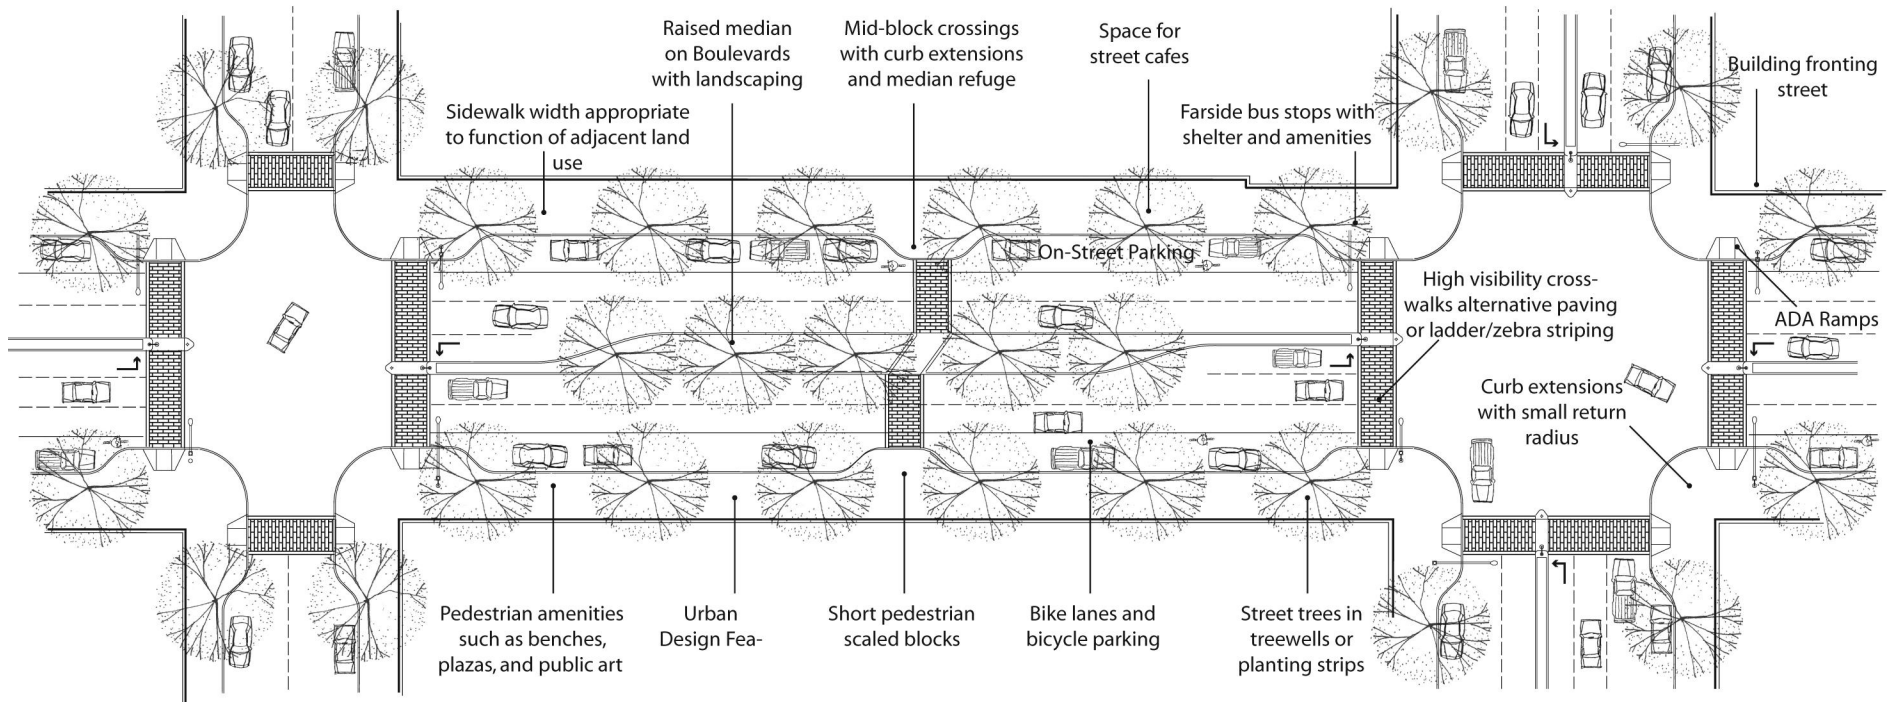 Raised median
on Boulevards
with landscaping
Mid-block crossings
with curb extensions
and median refuge
Space for
street cafes
Building fronting
street
Sidewalk width appropriate
to function of adjacent land
use
Farside bus stops with
shelter and amenities
On-Street Parking
High visibility cross-
walks alternative paving
or ladder/zebra striping
ADA Ramps
Curb extensions
with small return
radius
Pedestrian amenities
such as benches,
plazas, and public art
Urban
Design Fea-
Short pedestrian
scaled blocks
Bike lanes and
bicycle parking
Street trees in
treewells or
planting strips